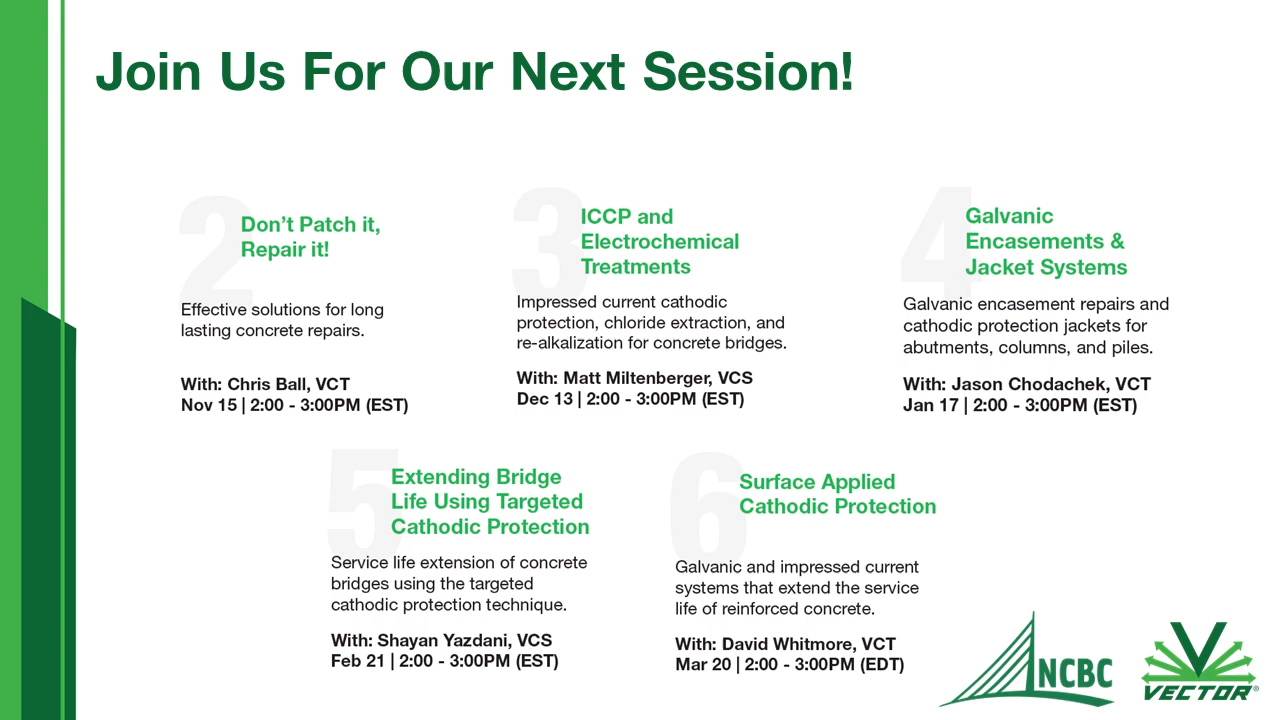 Join Us For Our Next Session!
2
Don’t Patch it,
Repair it!
Effective solutions for long
lasting concrete repairs.
With: Chris Ball, VCT
Nov 15 | 2:00 - 3:00PM (EST)
3
ICCP and
Electrochemical
Treatments
Impressed current cathodic
protection, chloride extraction, and
re-alkalization for concrete bridges.
With: Matt Miltenberger, VCS
Dec 13 | 2:00 - 3:00PM (EST)
4
Galvanic
Encasements &
Jacket Systems
Galvanic encasement repairs and
cathodic protection jackets for
abutments, columns, and piles.
With: Jason Chodachek, VCT
Jan 17 | 2:00 - 3:00PM (EST)
5
Extending Bridge
Life Using Targeted
Cathodic Protection
Service life extension of concrete
bridges using the targeted
cathodic protection technique.
With: Shayan Yazdani, VCS
Feb 21 | 2:00 - 3:00PM (EST)
6
Surface Applied
Cathodic Protection
Galvanic and impressed current
systems that extend the service
life of reinforced concrete.
With: David Whitmore, VCT
Mar 20 | 2:00 - 3:00PM (EDT)
NCBC
V
VECTOR®